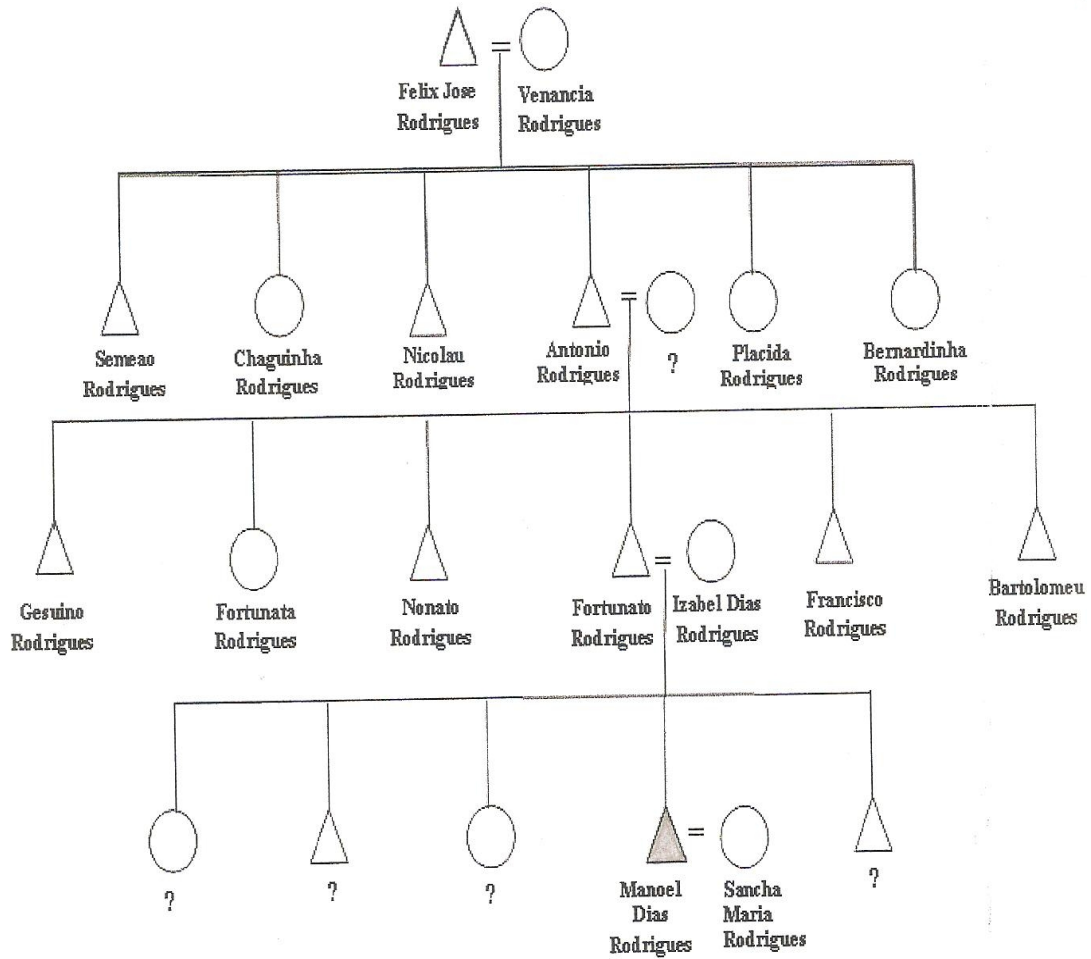 =
Felix Jose
Rodrigues
Venancia
Rodrigues
=
Semeao
Rodrigues
Chaguinha
Rodrigues
Nicolau
Rodrigues
Antonio
Rodrigues
?
Placida
Rodrigues
Bernardinha
Rodrigues
=
Gesuino
Rodrigues
Fortunata
Rodrigues
Nonato
Rodrigues
Fortunato
Rodrigues
Izabel Dias
Rodrigues
Francisco
Rodrigues
Bartolomeu
Rodrigues
=
?
?
?
Manoel
Dias
Rodrigues
Sancha
Maria
Rodrigues
?